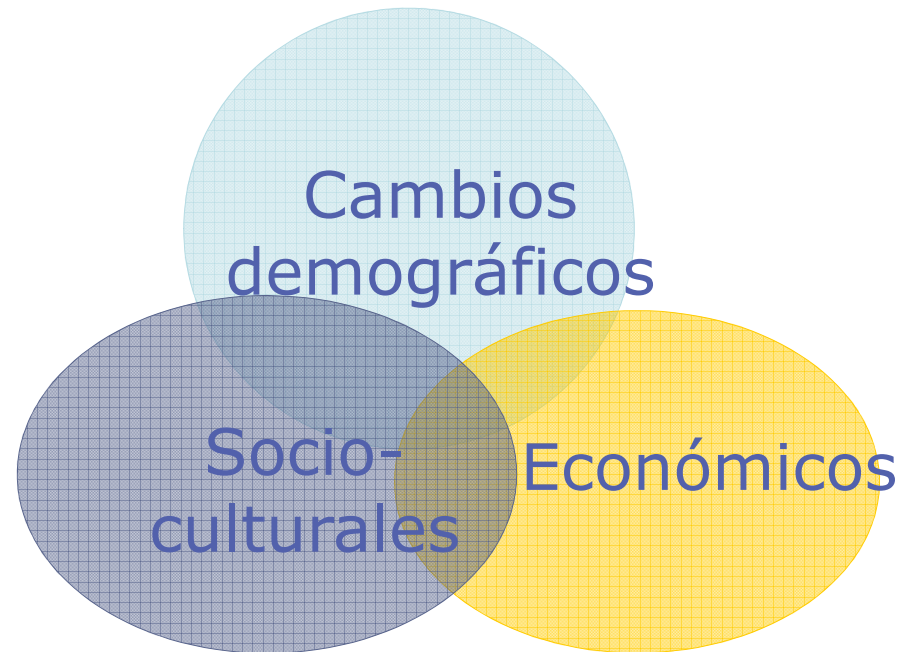 Cambios
demográficos
Socio-
culturales
Económicos